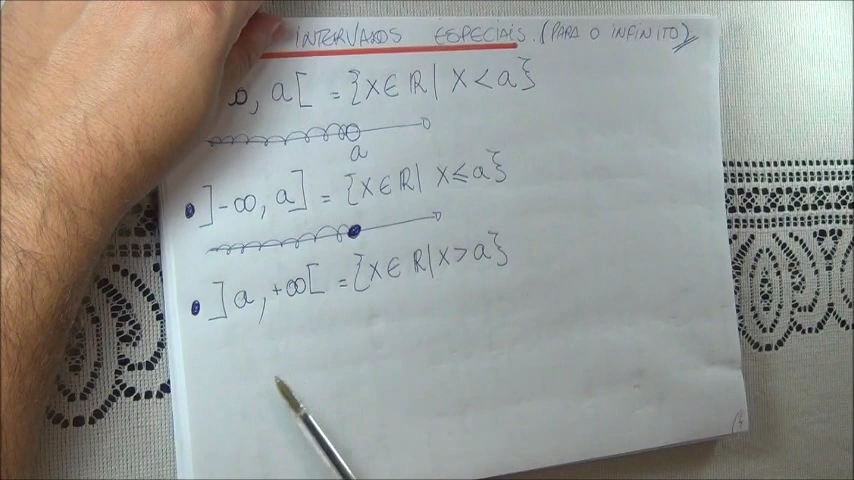 INTERVALOS ESPECIAIS. (PARA O INFINITO)
∞, a[ = {x∈ℝ| x<a}
a
]-∞, a] = {x∈ℝ| x≤a}
]a, +∞[ = {x∈ℝ|x>a}